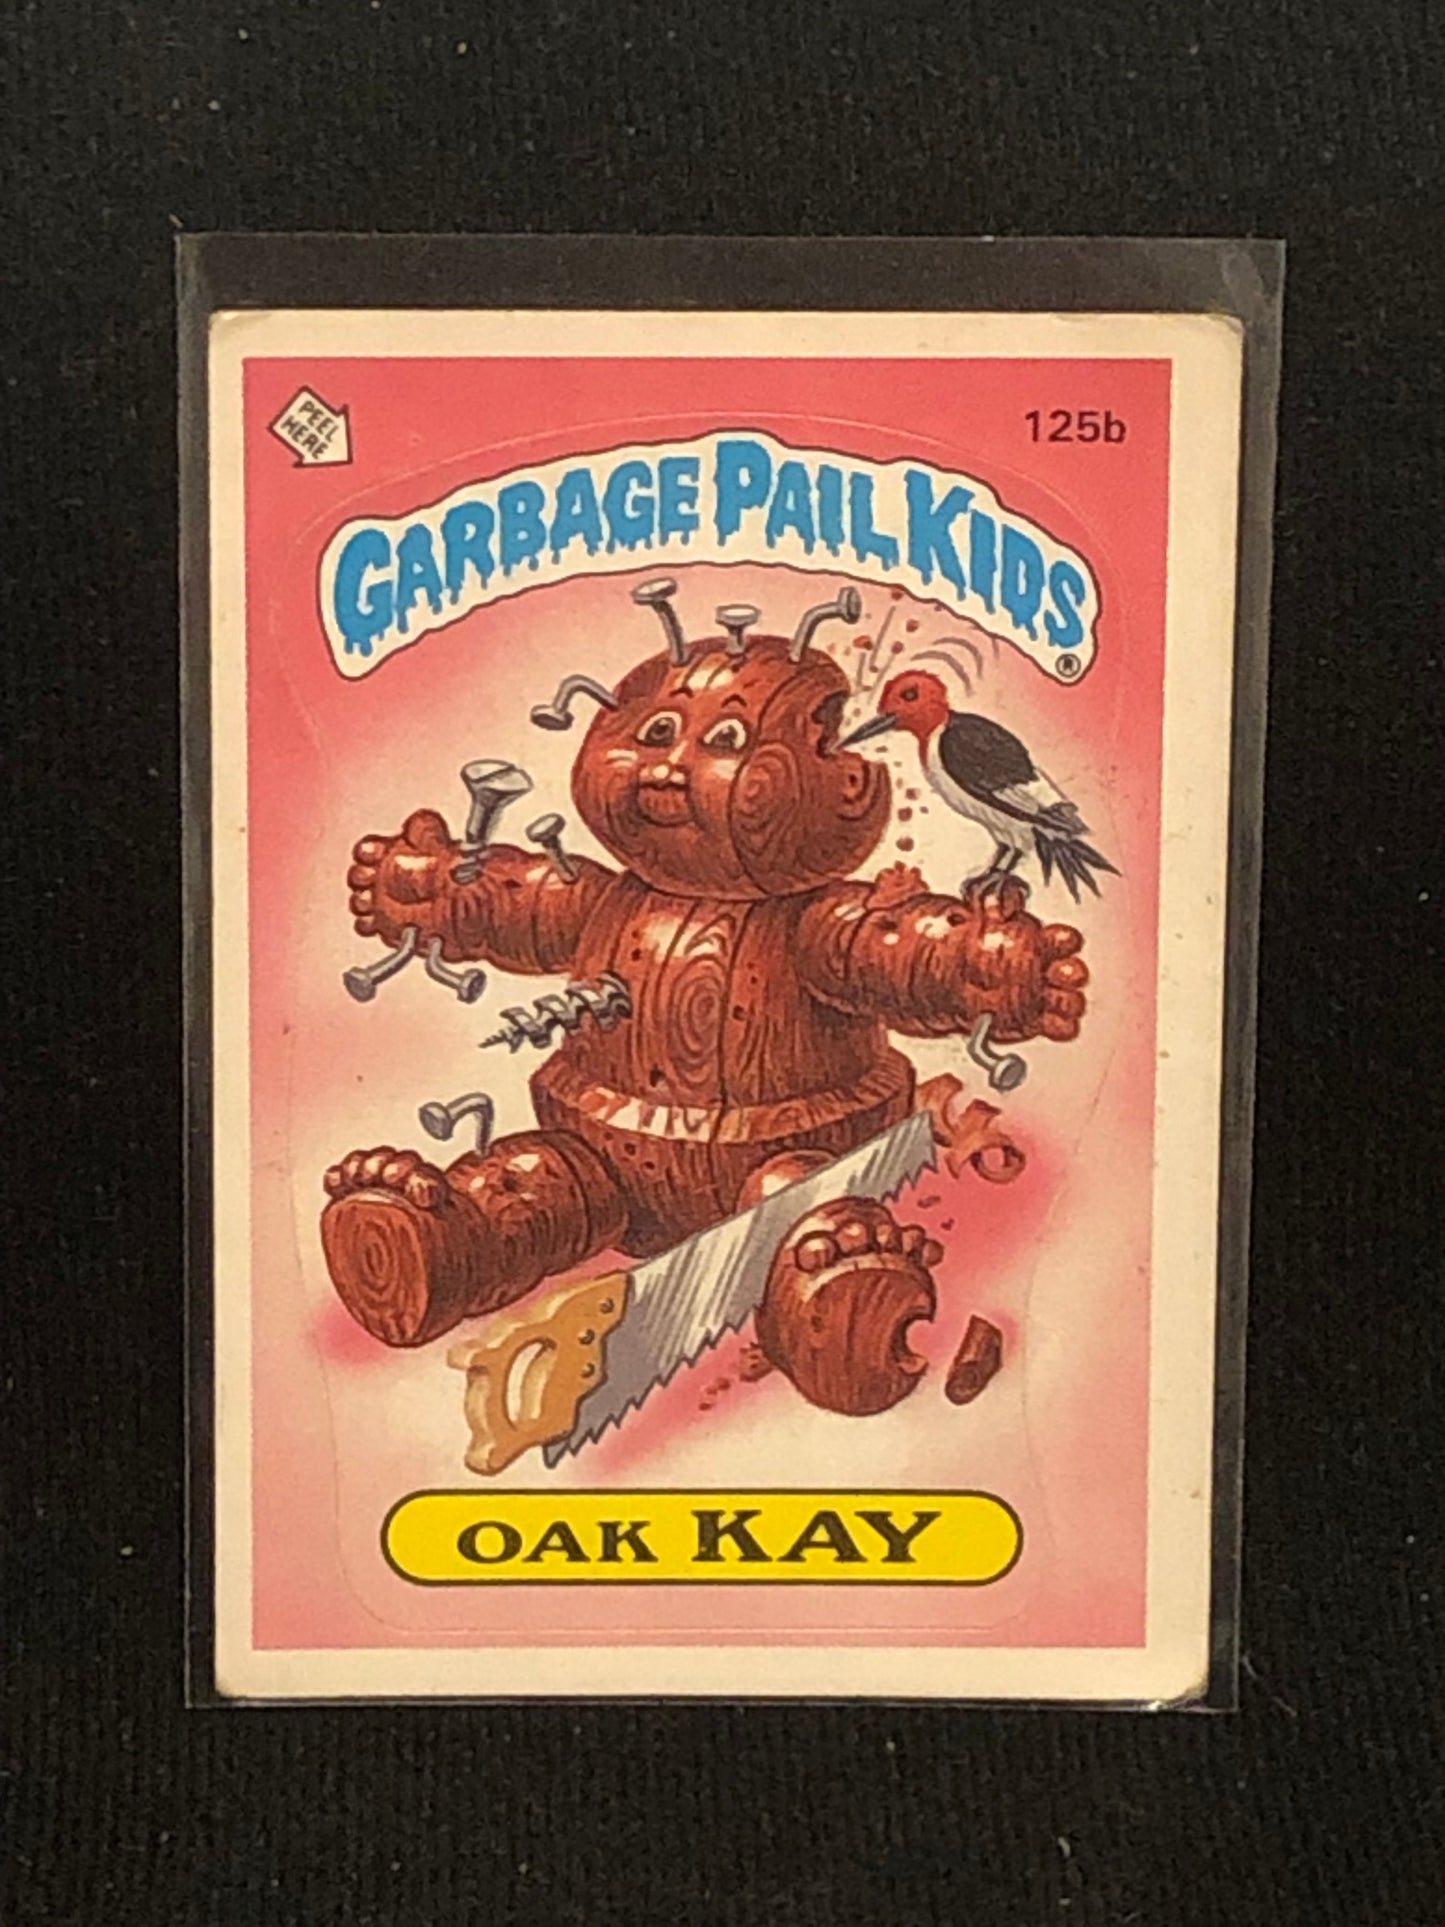 PEEL
HERE
125b
GARBAGE PAIL KIDS
®
OAK KAY